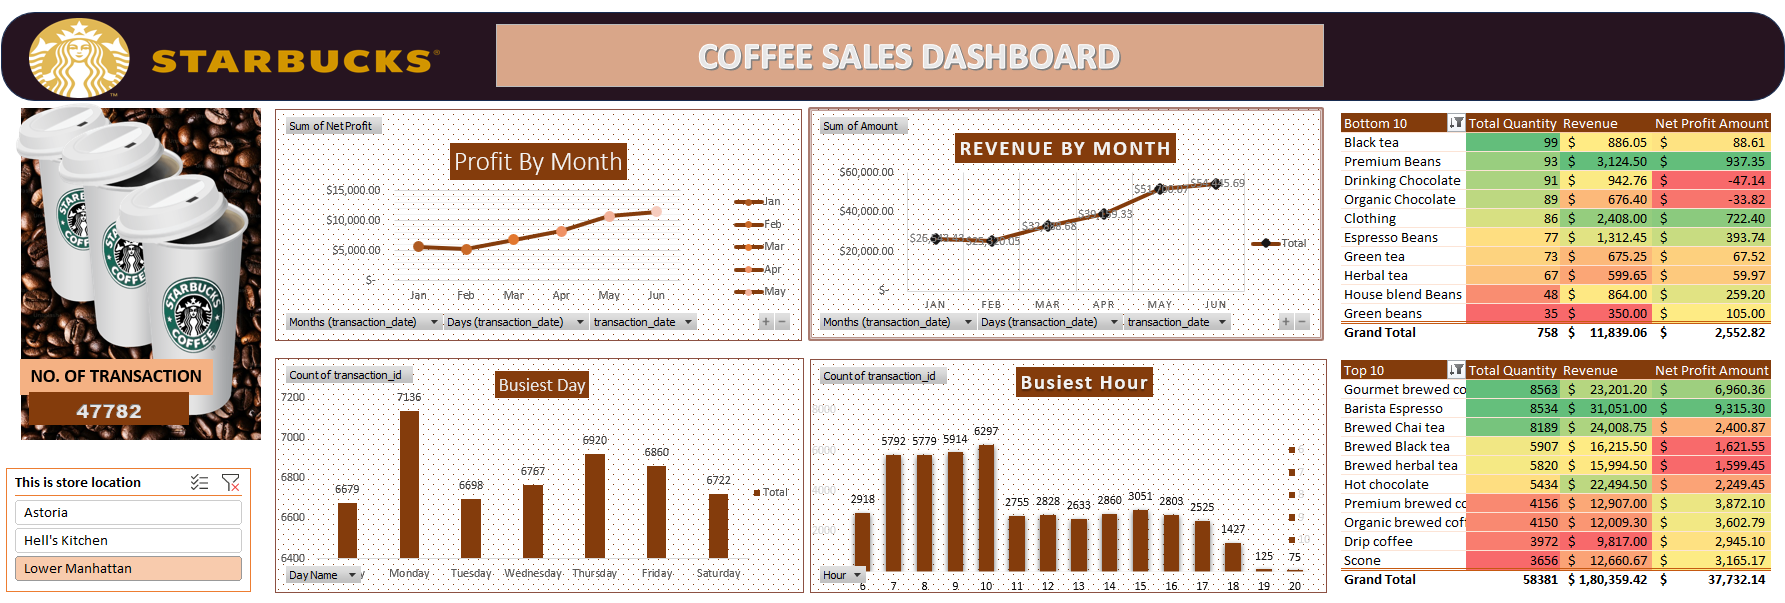 STARBUCKS®
COFFEE SALES DASHBOARD
NO. OF TRANSACTION
47782
This is store location
Astoria
Hell's Kitchen
Lower Manhattan
Sum of NetProfit
Profit By Month
$15,000.00
$10,000.00
$5,000.00
$-
Jan Feb Mar Apr May Jun
Jan
Feb
Mar
Apr
May
Months (transaction_date) Days (transaction_date) transaction_date
Sum of Amount
REVENUE BY MONTH
$60,000.00
$40,000.00
$20,000.00
$-
JAN FEB MAR APR MAY JUN
Total
Months (transaction_date) Days (transaction_date) transaction_date
Count of transaction_id
Busiest Day
7200
7000
6800
6600
6400
6679 7136 6698 6767 6920 6860 6722
Monday Tuesday Wednesday Thursday Friday Saturday
Total
Day Name
Count of transaction_id
Busiest Hour
8000
6000
4000
2000
2918 5792 5779 5914 6297 2755 2828 2633 2860 3051 2803 2525 1427 125 75
6 7 8 9 10 11 12 13 14 15 16 17 18 19 20
Hour
Bottom 10 Total Quantity Revenue Net Profit Amount
Black tea 99 $ 886.05 $ 88.61
Premium Beans 93 $ 3,124.50 $ 937.35
Drinking Chocolate 91 $ 942.76 $ -47.14
Organic Chocolate 89 $ 676.40 $ -33.82
Clothing 86 $ 2,408.00 $ 722.40
Espresso Beans 77 $ 1,312.45 $ 393.74
Green tea 73 $ 675.25 $ 67.52
Herbal tea 67 $ 599.65 $ 59.97
House blend Beans 48 $ 864.00 $ 259.20
Green beans 35 $ 350.00 $ 105.00
Grand Total 758 $ 11,839.06 $ 2,552.82
Top 10 Total Quantity Revenue Net Profit Amount
Gourmet brewed co 8563 $ 23,201.20 $ 6,960.36
Barista Espresso 8534 $ 31,051.00 $ 9,315.30
Brewed Chai tea 8189 $ 24,008.75 $ 2,400.87
Brewed Black tea 5907 $ 16,215.50 $ 1,621.55
Brewed herbal tea 5820 $ 15,994.50 $ 1,599.45
Hot chocolate 5434 $ 22,494.50 $ 2,249.45
Premium brewed co 4156 $ 12,907.00 $ 3,872.10
Organic brewed cof 4150 $ 12,009.30 $ 3,602.79
Drip coffee 3972 $ 9,817.00 $ 2,945.10
Scone 3656 $ 12,660.67 $ 3,165.17
Grand Total 58381 $ 1,80,359.42 $ 37,732.14